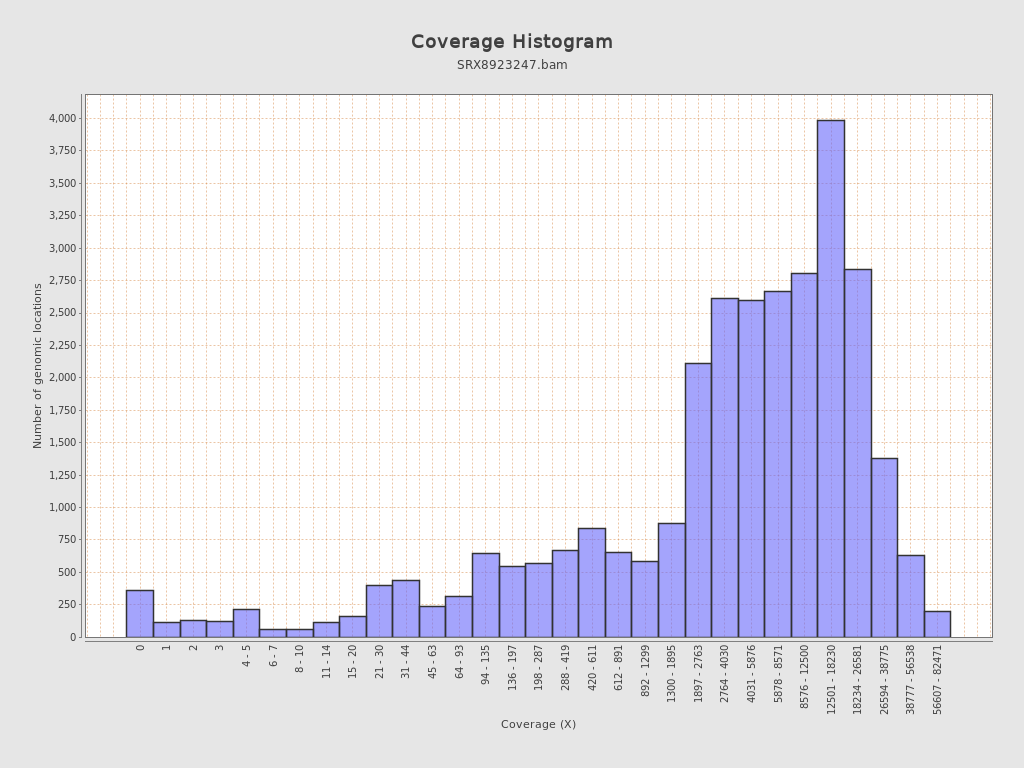 Coverage Histogram
SRX8923247.bam
Number of genomic locations
4,000
3,750
3,500
3,250
3,000
2,750
2,500
2,250
2,000
1,750
1,500
1,250
1,000
750
500
250
0
0
1
2
3
4 - 5
6 - 7
8 - 10
11 - 14
15 - 20
21 - 30
31 - 44
45 - 63
64 - 93
94 - 135
136 - 197
198 - 287
288 - 419
420 - 611
612 - 891
892 - 1299
1300 - 1895
1897 - 2763
2764 - 4030
4031 - 5876
5878 - 8571
8576 - 12500
12501 - 18230
18234 - 26581
26594 - 38775
38777 - 56538
56607 - 82471
Coverage (X)